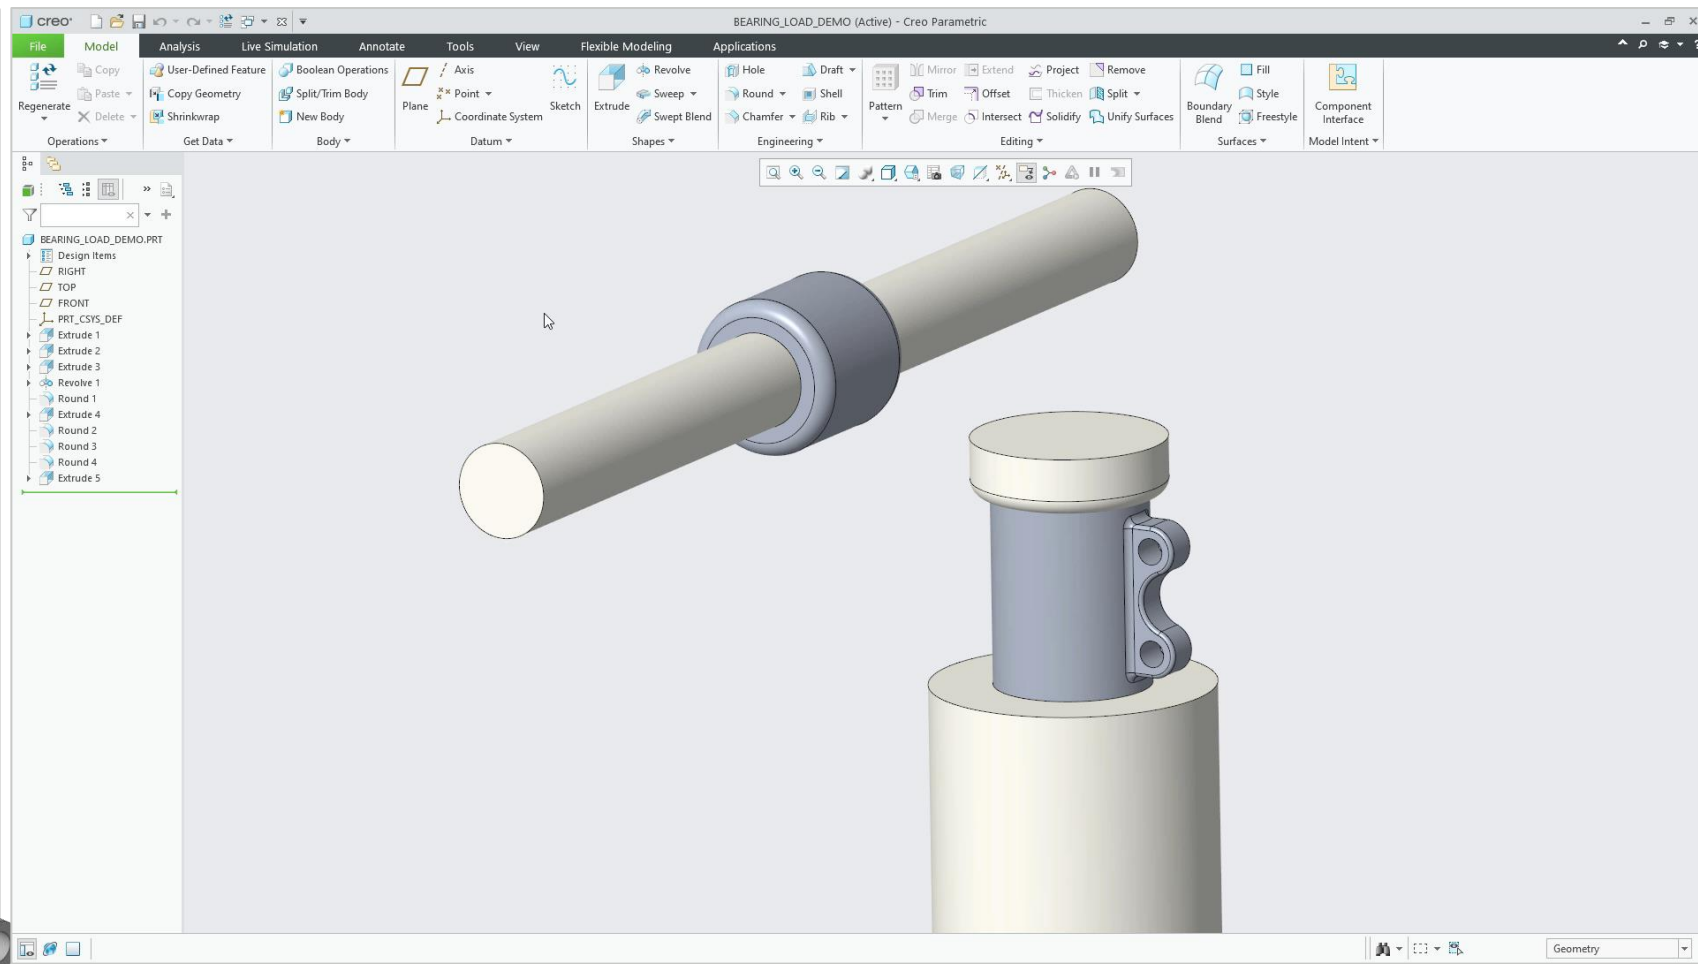 creo·
BEARING_LOAD_DEMO (Active) - Creo Parametric
File Model Analysis Live Simulation Annotate Tools View Flexible Modeling Applications
Regenerate
Copy
Paste
Delete
Operations
User-Defined Feature
Copy Geometry
Shrinkwrap
Get Data
Boolean Operations
Split/Trim Body
New Body
Body
Plane
Axis
Point
Coordinate System
Sketch
Datum
Extrude
Revolve
Sweep
Swept Blend
Shapes
Hole
Draft
Round
Shell
Chamfer
Rib
Engineering
Pattern
Mirror
Extend
Project
Remove
Trim
Offset
Thicken
Split
Merge
Intersect
Solidify
Unify Surfaces
Editing
Boundary
Blend
Fill
Style
Freestyle
Surfaces
Component
Interface
Model Intent
BEARING_LOAD_DEMO.PRT
Design Items
RIGHT
TOP
FRONT
PRT_CSYS_DEF
Extrude 1
Extrude 2
Extrude 3
Revolve 1
Round 1
Extrude 4
Round 2
Round 3
Round 4
Extrude 5
Geometry